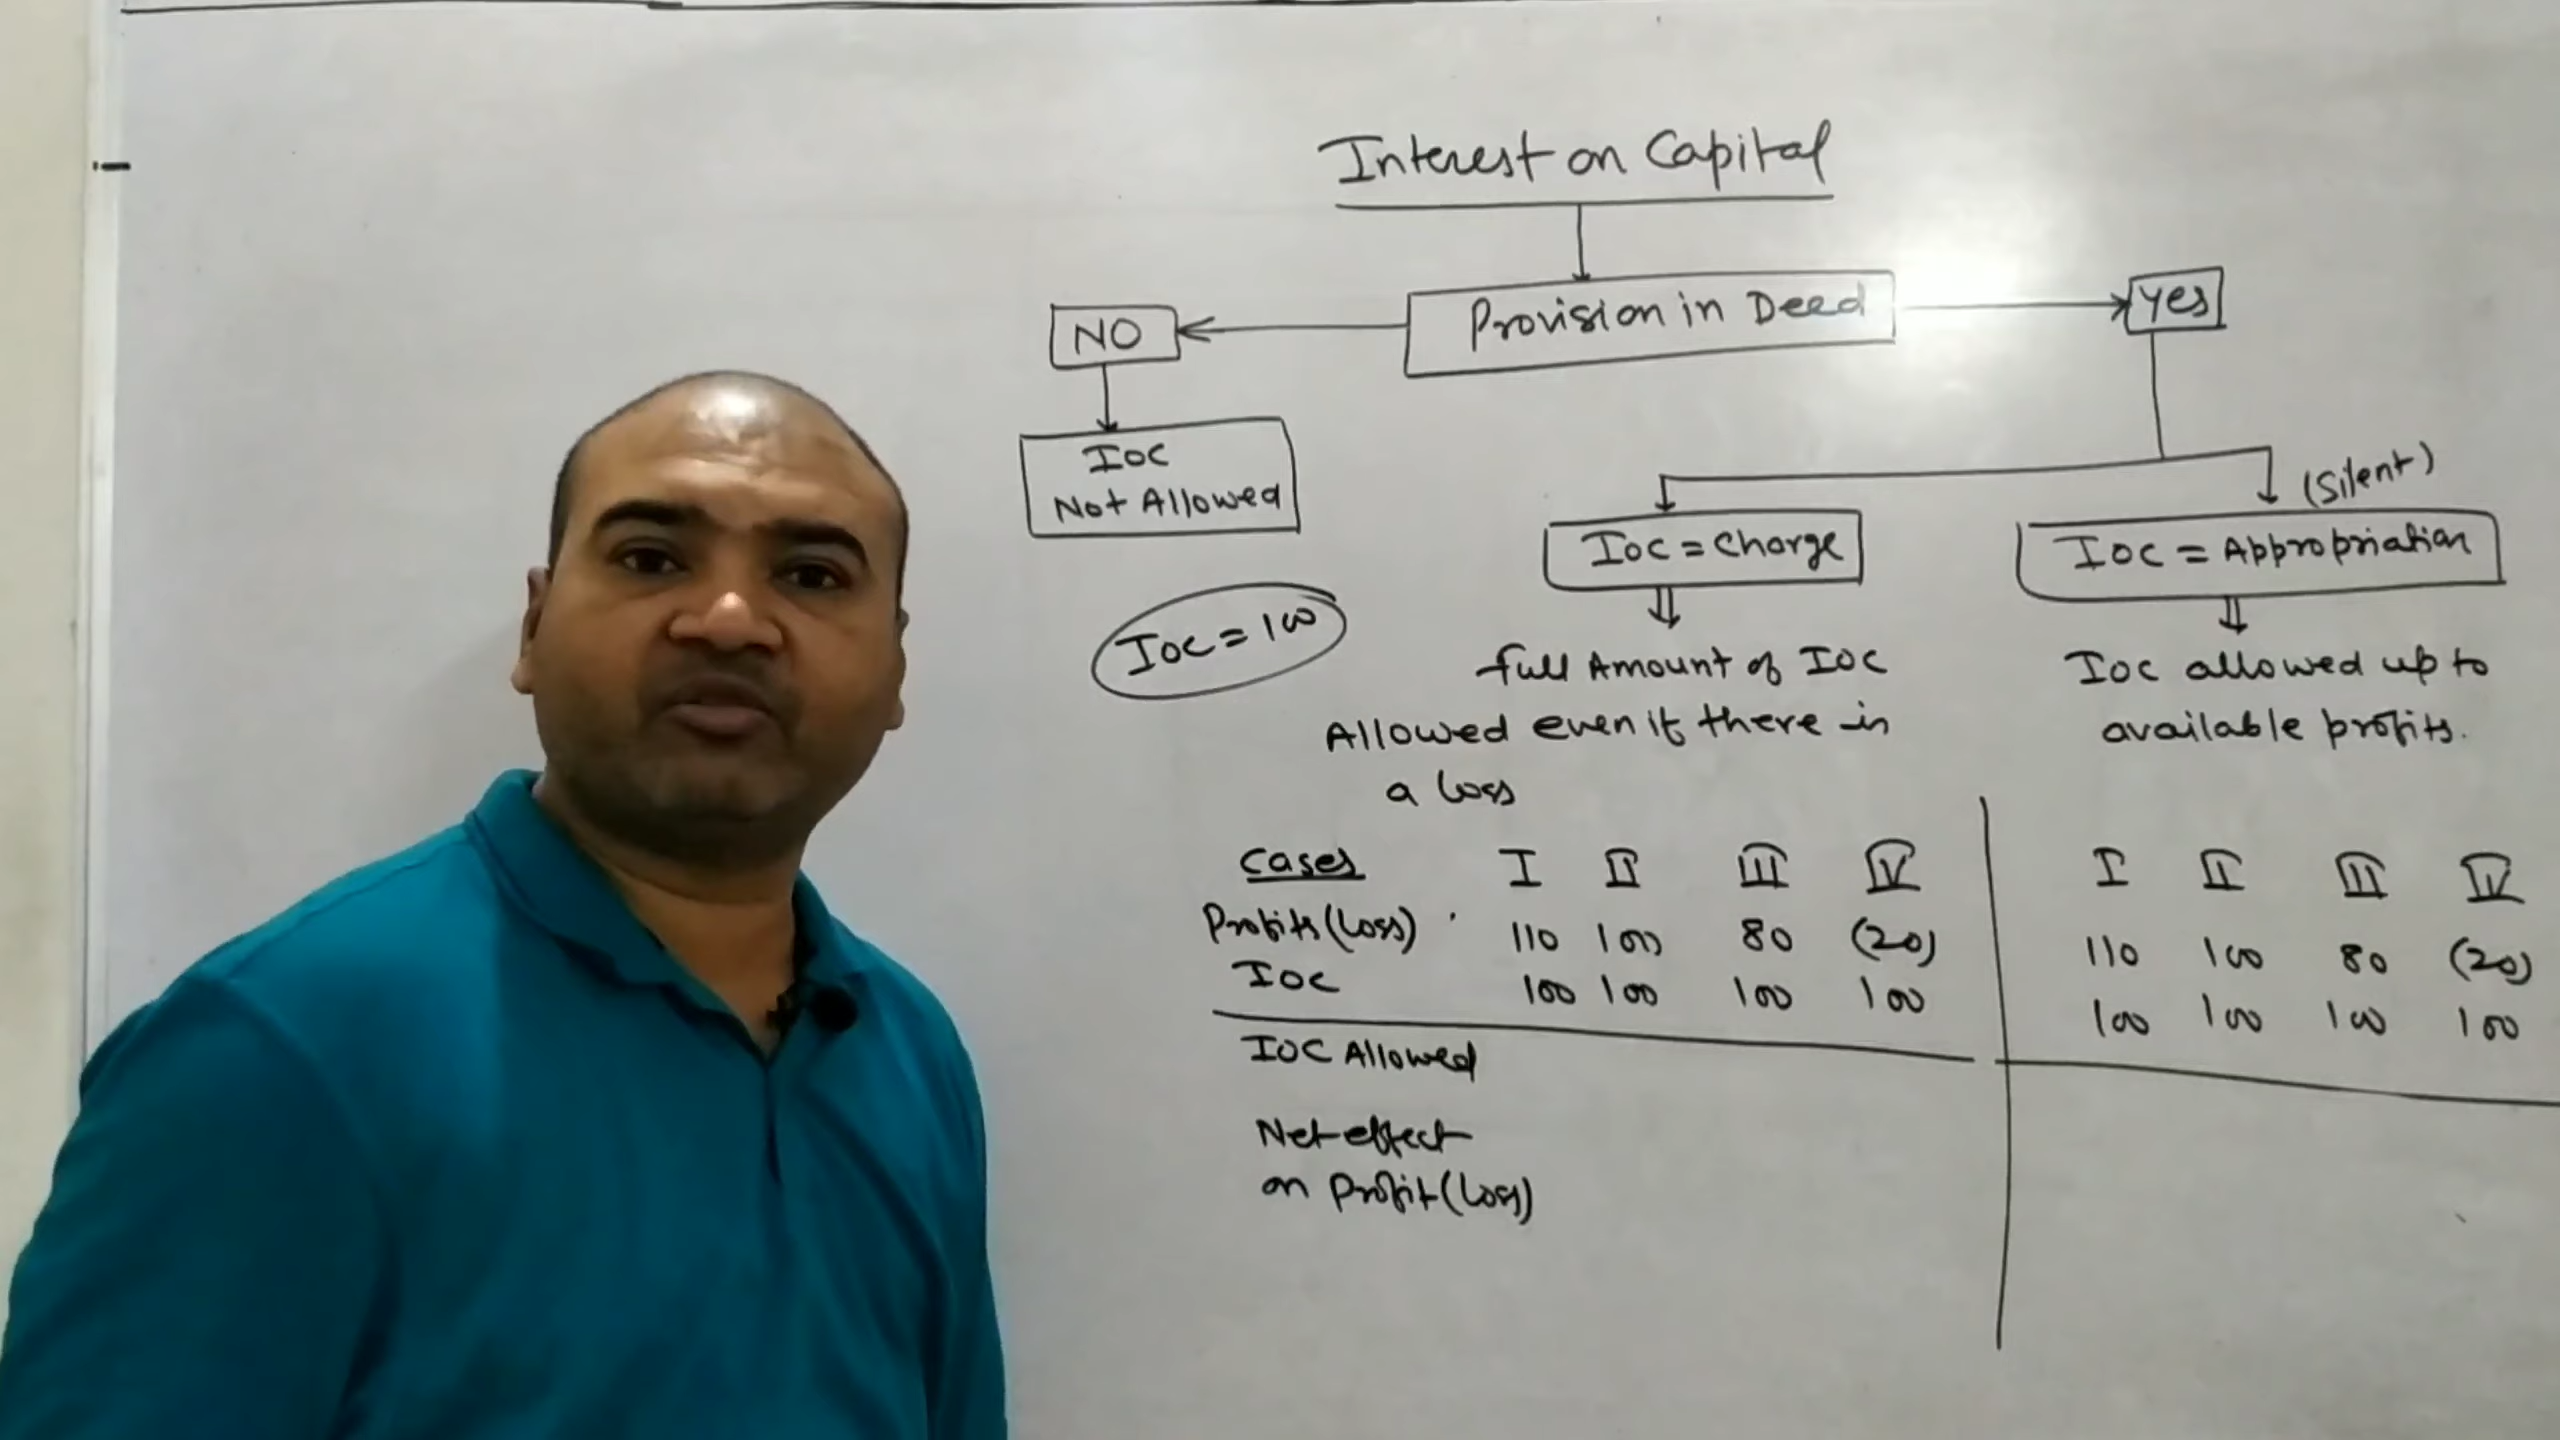 Interest on Capital
NO
Provision in Deed
Yes
IOC
Not Allowed
(Silent)
IOC = Charge
IOC = Appropriation
IOC = 100
full Amount of IOC
Allowed even if there is
a loss
IOC allowed up to
available profits.
Cases I II III IV I II III IV
Profits (Loss) 110 100 80 (20) 110 100 80 (20)
IOC 100 100 100 100 100 100 100 100
IOC Allowed
Net effect
on Profit (Loss)